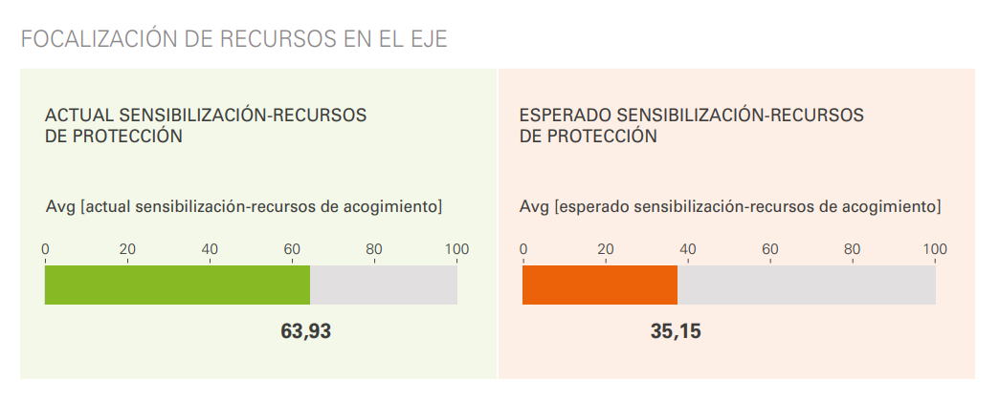 FOCALIZACIÓN DE RECURSOS EN EL EJE
ACTUAL SENSIBILIZACIÓN-RECURSOS
DE PROTECCIÓN
Avg [actual sensibilización-recursos de acogimiento]
0 20 40 60 80 100
63,93
ESPERADO SENSIBILIZACIÓN-RECURSOS
DE PROTECCIÓN
Avg [esperado sensibilización-recursos de acogimiento]
0 20 40 60 80 100
35,15